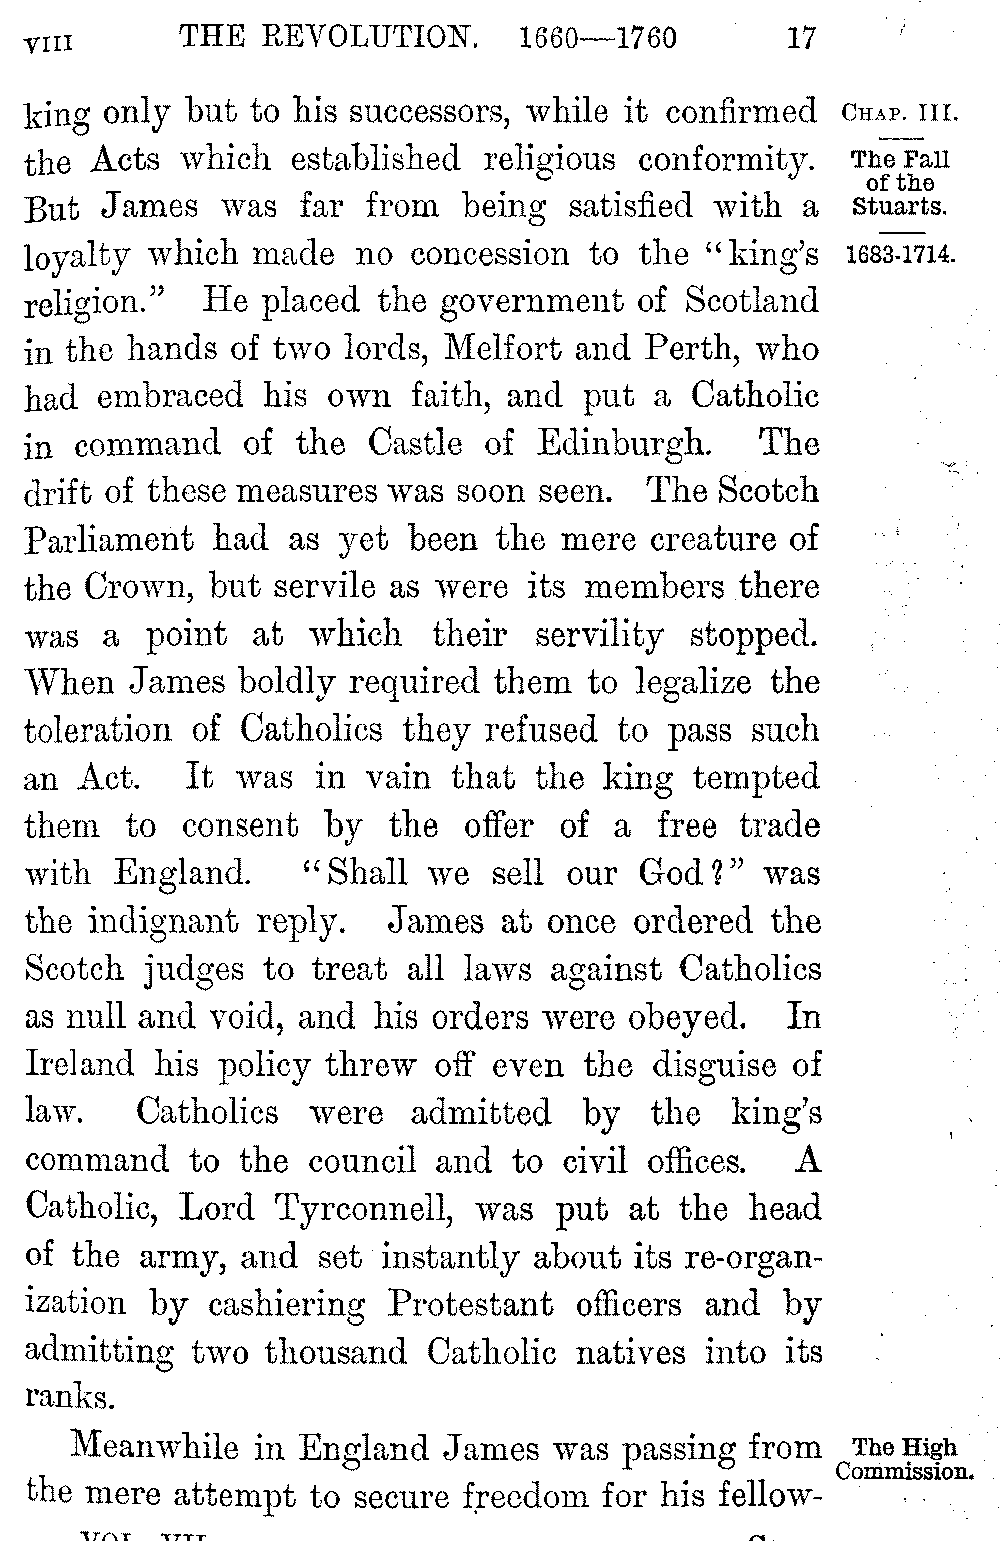 VIII THE REVOLUTION. 1660—1760 17
king only but to his successors, while it confirmed
the Acts which established religious conformity.
But James was far from being satisfied with a
loyalty which made no concession to the “king’s
religion.” He placed the government of Scotland
in the hands of two lords, Melfort and Perth, who
had embraced his own faith, and put a Catholic
in command of the Castle of Edinburgh. The
drift of these measures was soon seen. The Scotch
Parliament had as yet been the mere creature of
the Crown, but servile as were its members there
was a point at which their servility stopped.
When James boldly required them to legalize the
toleration of Catholics they refused to pass such
an Act. It was in vain that the king tempted
them to consent by the offer of a free trade
with England. “Shall we sell our God?” was
the indignant reply. James at once ordered the
Scotch judges to treat all laws against Catholics
as null and void, and his orders were obeyed. In
Ireland his policy threw off even the disguise of
law. Catholics were admitted by the king’s
command to the council and to civil offices. A
Catholic, Lord Tyrconnell, was put at the head
of the army, and set instantly about its re-organ-
ization by cashiering Protestant officers and by
admitting two thousand Catholic natives into its
ranks.
Meanwhile in England James was passing from
the mere attempt to secure freedom for his fellow-
CHAP. III.
The Fall
of the
Stuarts.
1683-1714.
The High
Commission.
VOL. VII.